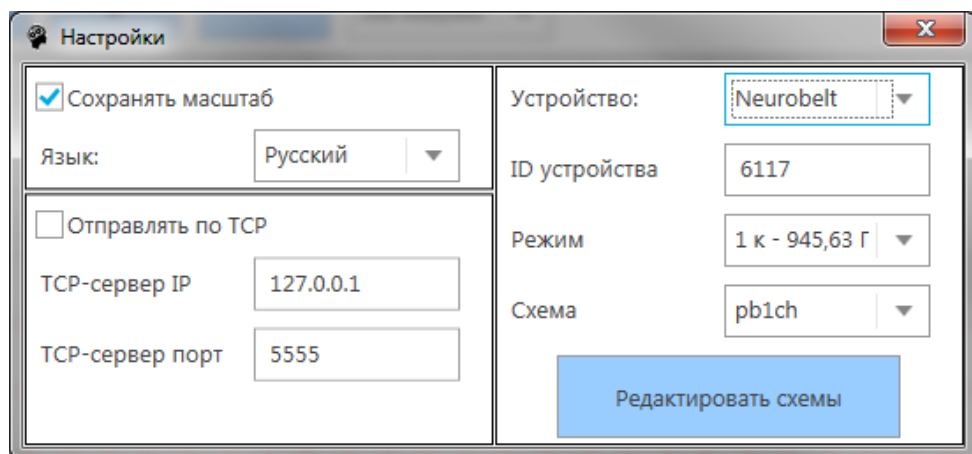 Настройки
Сохранять масштаб
Язык: Русский
Отправлять по TCP
TCP-сервер IP 127.0.0.1
TCP-сервер порт 5555
Устройство: Neurobelt
ID устройства 6117
Режим 1 к - 945,63 Г
Схема pb1ch
Редактировать схемы